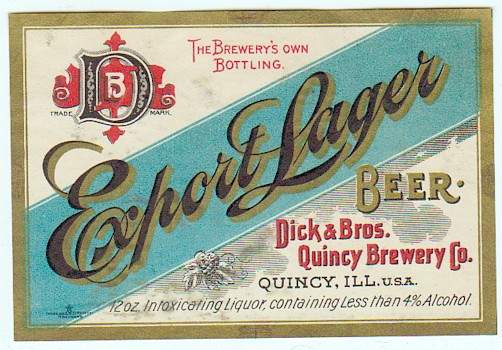 DB
TRADE MARK.
THE BREWERY'S OWN
BOTTLING.
Export Lager
BEER.
DICK & BROS.
QUINCY BREWERY CO.
QUINCY, ILL. U.S.A.
12 oz. Intoxicating Liquor, containing Less than 4% Alcohol.